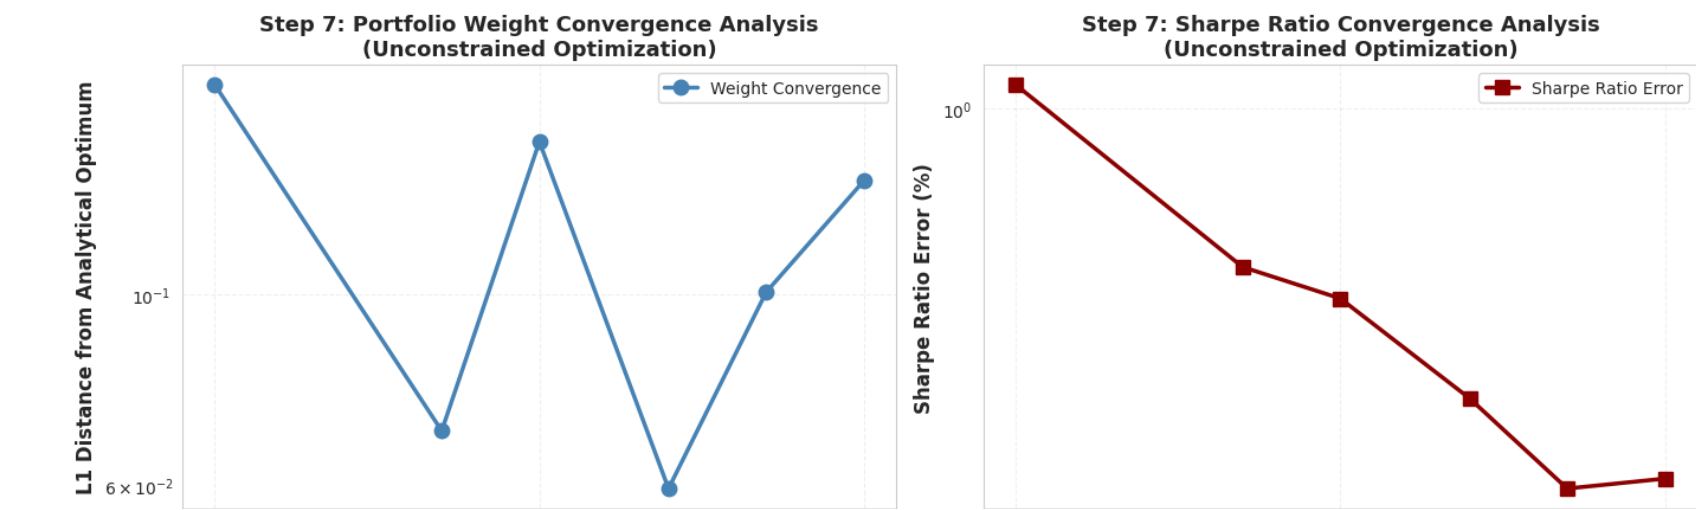 Step 7: Portfolio Weight Convergence Analysis
(Unconstrained Optimization)
L1 Distance from Analytical Optimum
10⁻¹
6 × 10⁻²
Weight Convergence
Step 7: Sharpe Ratio Convergence Analysis
(Unconstrained Optimization)
Sharpe Ratio Error (%)
10⁰
Sharpe Ratio Error